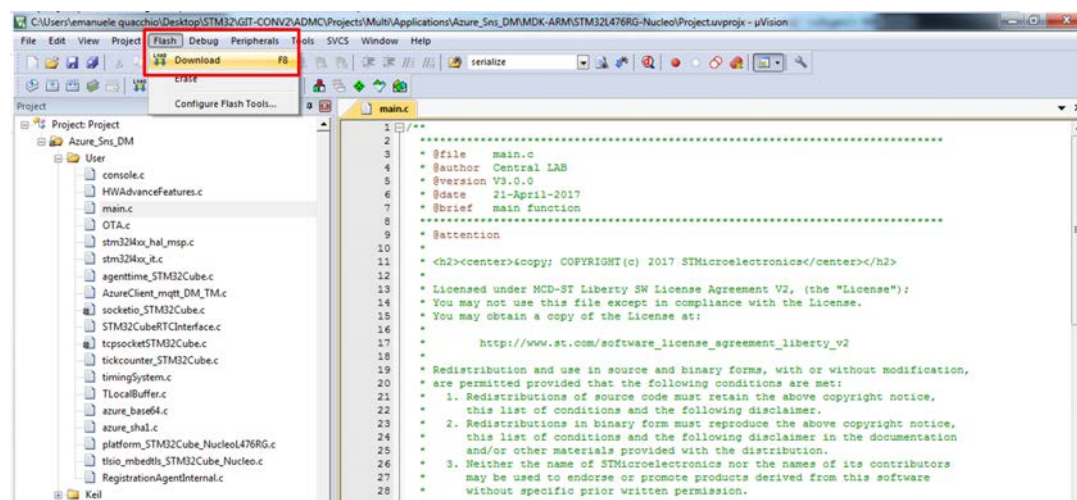 C:\Users\emanuele quacchio\Desktop\STM32\GIT-CONV2\ADMC\Projects\Multi\Applications\Azure_Sns_DM\MDK-ARM\STM32L476RG-Nucleo\Project.uvprojx - µVision
File Edit View Project Flash Debug Peripherals Tools SVCS Window Help
Download F8
serialize
Erase
Configure Flash Tools...
Project
Project: Project
Azure_Sns_DM
User
console.c
HWAdvanceFeatures.c
main.c
OTA.c
stm32l4xx_hal_msp.c
stm32l4xx_it.c
agenttime_STM32Cube.c
AzureClient_mqtt_DM_TM.c
socketio_STM32Cube.c
STM32CubeRTCInterface.c
tcpsocketSTM32Cube.c
tickcounter_STM32Cube.c
timingSystem.c
TLocalBuffer.c
azure_base64.c
azure_sha1.c
platform_STM32Cube_NucleoL476RG.c
tlsio_mbedtls_STM32Cube_Nucleo.c
RegistrationAgentInternal.c
Keil
main.c
1 /**
2 ******************************************************************************
3 * @file main.c
4 * @author Central LAB
5 * @version V3.0.0
6 * @date 21-April-2017
7 * @brief main function
8 ******************************************************************************
9 * @attention
10 *
11 * <h2><center>&copy; COPYRIGHT(c) 2017 STMicroelectronics</center></h2>
12 *
13 * Licensed under MCD-ST Liberty SW License Agreement V2, (the "License");
14 * You may not use this file except in compliance with the License.
15 * You may obtain a copy of the License at:
16 *
17 * http://www.st.com/software_license_agreement_liberty_v2
18 *
19 * Redistribution and use in source and binary forms, with or without modification,
20 * are permitted provided that the following conditions are met:
21 * 1. Redistributions of source code must retain the above copyright notice,
22 * this list of conditions and the following disclaimer.
23 * 2. Redistributions in binary form must reproduce the above copyright notice,
24 * this list of conditions and the following disclaimer in the documentation
25 * and/or other materials provided with the distribution.
26 * 3. Neither the name of STMicroelectronics nor the names of its contributors
27 * may be used to endorse or promote products derived from this software
28 * without specific prior written permission.